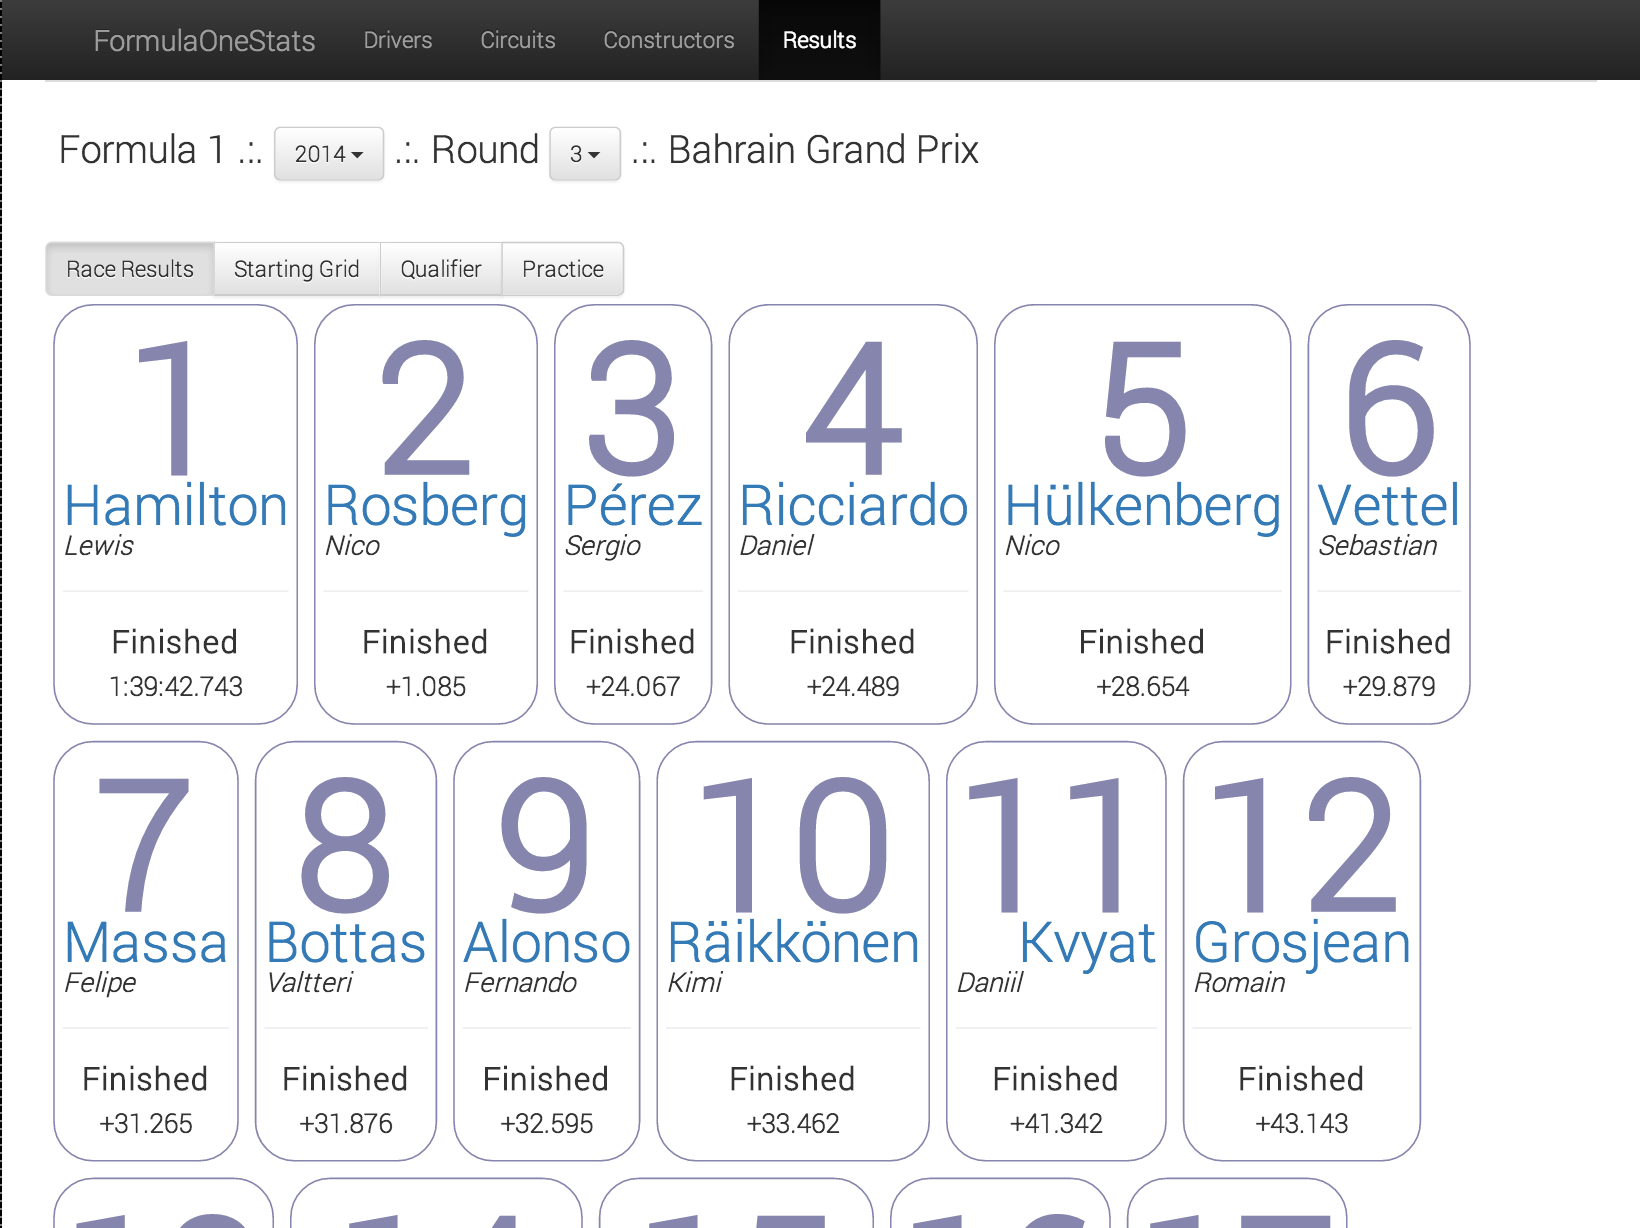 FormulaOneStats Drivers Circuits Constructors Results
Formula 1 .:. 2014 .:. Round 3 .:. Bahrain Grand Prix
Race Results Starting Grid Qualifier Practice
1 2 3 4 5 6
Hamilton Rosberg Pérez Ricciardo Hülkenberg Vettel
Lewis Nico Sergio Daniel Nico Sebastian
Finished Finished Finished Finished Finished Finished
1:39:42.743 +1.085 +24.067 +24.489 +28.654 +29.879
7 8 9 10 11 12
Massa Bottas Alonso Räikkönen Kvyat Grosjean
Felipe Valtteri Fernando Kimi Daniil Romain
Finished Finished Finished Finished Finished Finished
+31.265 +31.876 +32.595 +33.462 +41.342 +43.143